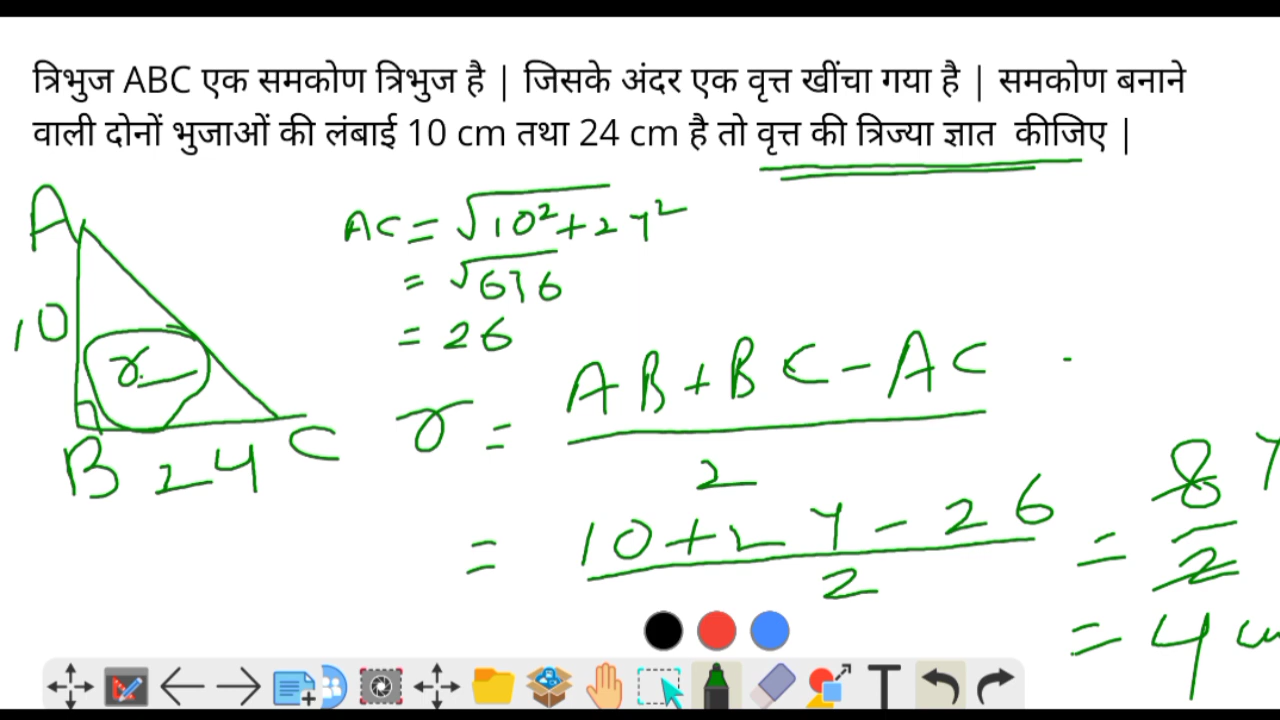 त्रिभुज ABC एक समकोण त्रिभुज है | जिसके अंदर एक वृत्त खींचा गया है | समकोण बनाने
वाली दोनों भुजाओं की लंबाई 10 cm तथा 24 cm है तो वृत्त की त्रिज्या ज्ञात कीजिए |
A
AC = √10²+24²
= √676
= 26
10
r
B 24 C
r = AB+BC-AC
2
= 10+24-26
2
= 8
2
= 4 cm
T